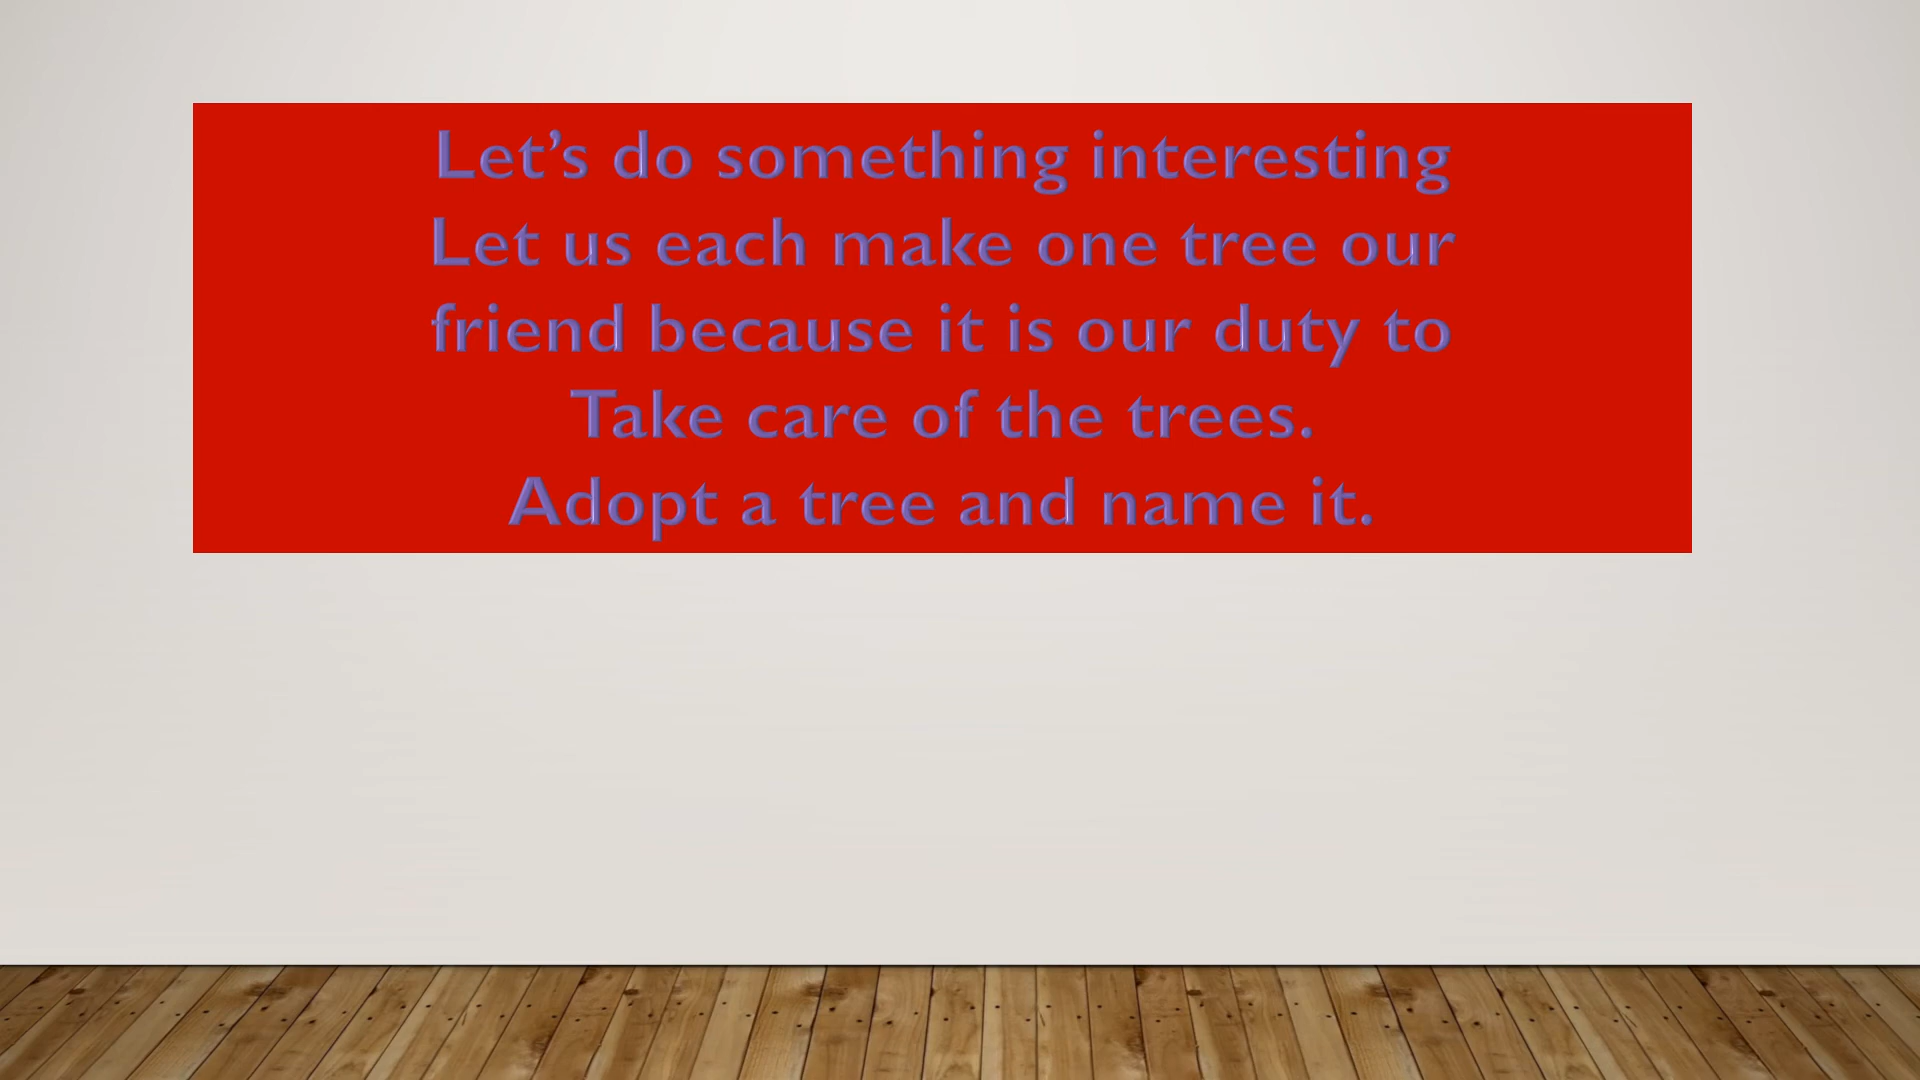 Let’s do something interesting
Let us each make one tree our
friend because it is our duty to
Take care of the trees.
Adopt a tree and name it.